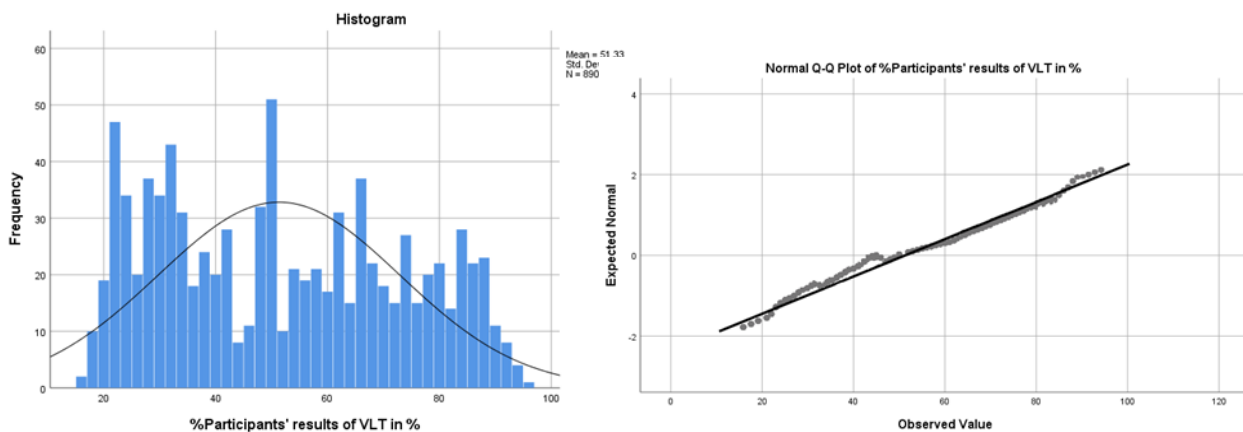 Histogram
Mean = 51.33
Std. De
N = 890
60
50
40
30
20
10
0
Frequency
20
40
60
80
100
%Participants' results of VLT in %
Normal Q-Q Plot of %Participants' results of VLT in %
4
2
0
-2
Expected Normal
0
20
40
60
80
100
120
Observed Value